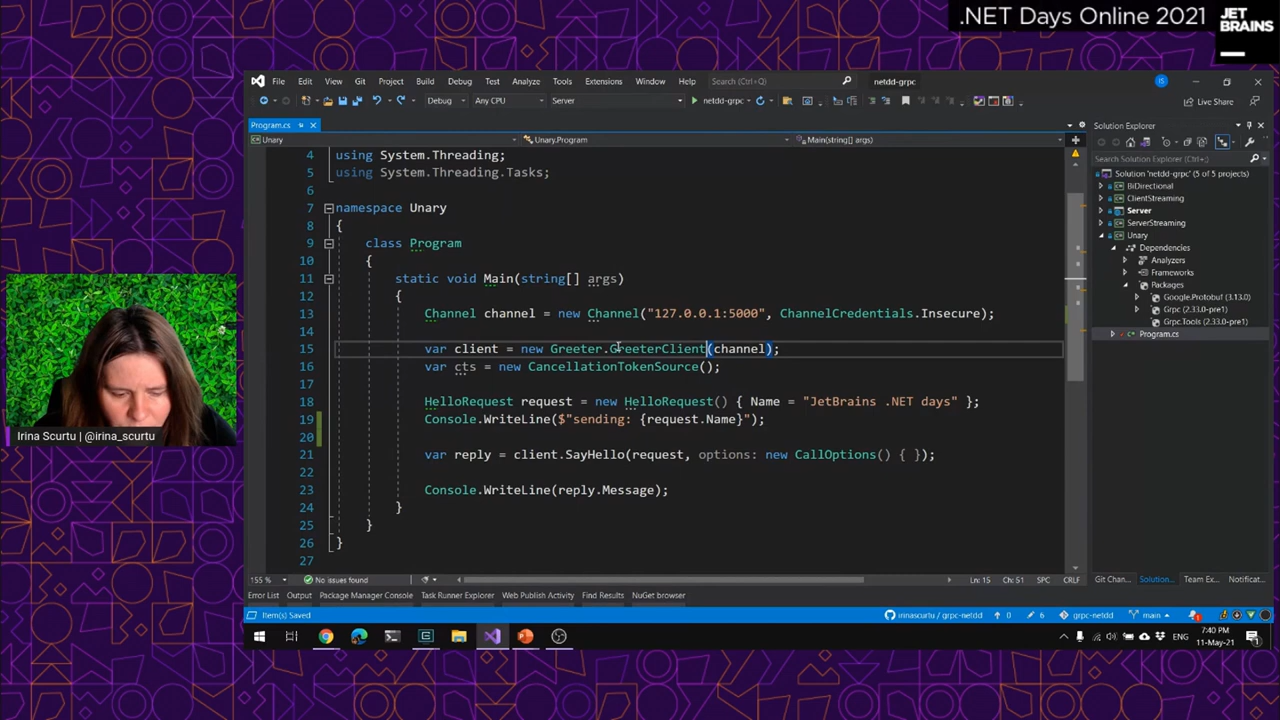 .NET Days Online 2021
JET
BRAINS
File Edit View Git Project Build Debug Test Analyze Tools Extensions Window Help Search (Ctrl+Q) netdd-grpc IS
Debug Any CPU Server netdd-grpc Live Share
Program.cs
Unary Unary.Program Main(string[] args)
4 using System.Threading;
5 using System.Threading.Tasks;
6
7 namespace Unary
8 {
9 class Program
10 {
11 static void Main(string[] args)
12 {
13 Channel channel = new Channel("127.0.0.1:5000", ChannelCredentials.Insecure);
14
15 var client = new Greeter.GreeterClient(channel);
16 var cts = new CancellationTokenSource();
17
18 HelloRequest request = new HelloRequest() { Name = "JetBrains .NET days" };
19 Console.WriteLine($"sending: {request.Name}");
20
21 var reply = client.SayHello(request, options: new CallOptions() { });
22
23 Console.WriteLine(reply.Message);
24 }
25 }
26 }
27
155 % No issues found Ln: 15 Ch: 51 SPC CRLF
Error List Output Package Manager Console Task Runner Explorer Web Publish Activity Find Results NuGet browser
Item(s) Saved irinascurtu / grpc-netdd 0 6 grpc-netdd main 1
Solution Explorer
Search Solution Explorer (Ctrl+;)
Solution 'netdd-grpc' (5 of 5 projects)
BiDirectional
ClientStreaming
Server
ServerStreaming
Unary
Dependencies
Analyzers
Frameworks
Packages
Google.Protobuf (3.13.0)
Grpc (2.33.0-pre1)
Grpc.Tools (2.33.0-pre1)
C# Program.cs
Git Chan... Solution... Team Ex... Notificat...
Irina Scurtu | @irina_scurtu
ENG 7:40 PM
11-May-21